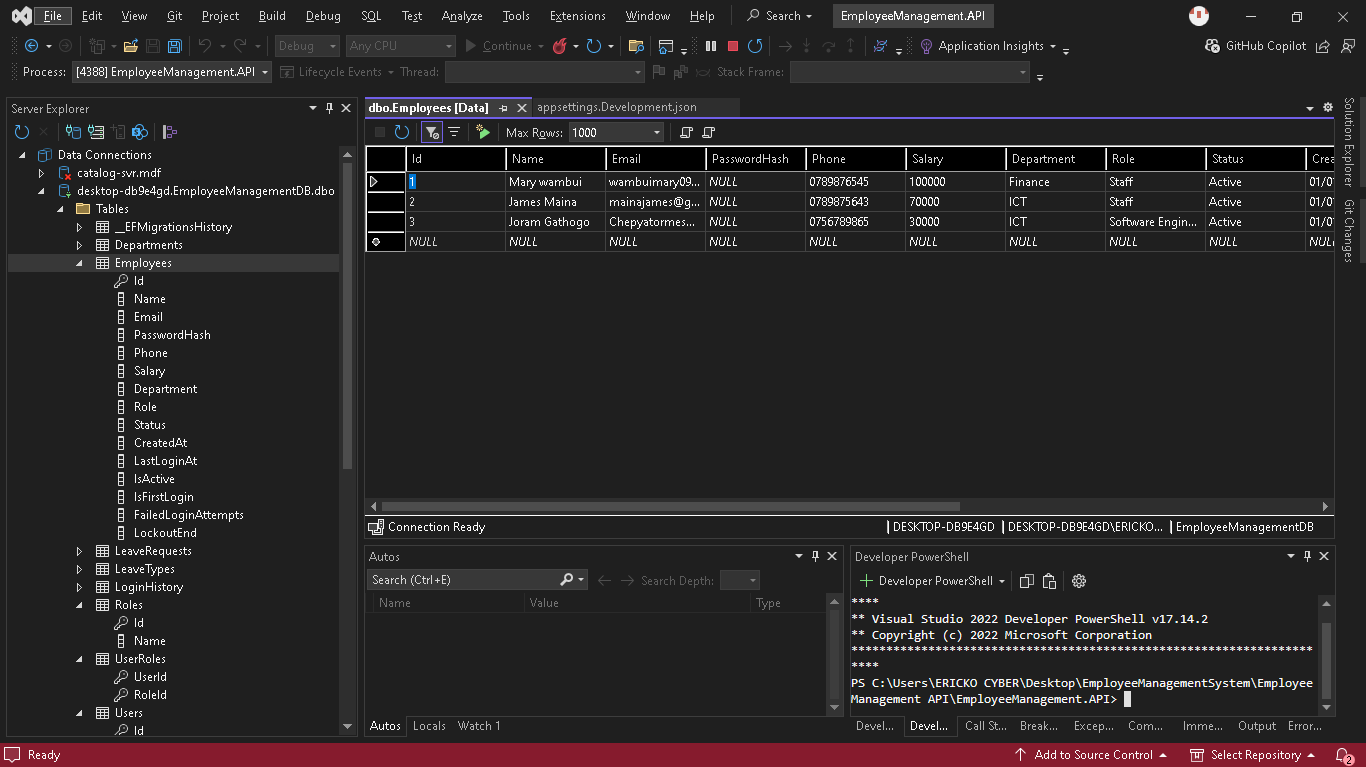 File Edit View Git Project Build Debug SQL Test Analyze Tools Extensions Window Help Search EmployeeManagement.API
Debug Any CPU Continue Application Insights GitHub Copilot
Process: [4388] EmployeeManagement.API Lifecycle Events Thread: Stack Frame:
Server Explorer
Data Connections
catalog-svr.mdf
desktop-db9e4gd.EmployeeManagementDB.dbo
Tables
__EFMigrationsHistory
Departments
Employees
Id
Name
Email
PasswordHash
Phone
Salary
Department
Role
Status
CreatedAt
LastLoginAt
IsActive
IsFirstLogin
FailedLoginAttempts
LockoutEnd
LeaveRequests
LeaveTypes
LoginHistory
Roles
Id
Name
UserRoles
UserId
RoleId
Users
Id
dbo.Employees [Data] appsettings.Development.json
Max Rows: 1000
Id Name Email PasswordHash Phone Salary Department Role Status Crea
1 Mary wambui wambuimary09... NULL 0789876545 100000 Finance Staff Active 01/0
2 James Maina mainajames@g... NULL 0789875643 70000 ICT Staff Active 01/0
3 Joram Gathogo Chepyatormes... NULL 0756789865 30000 ICT Software Engin... Active 01/0
NULL NULL NULL NULL NULL NULL NULL NULL NULL NULL
Connection Ready DESKTOP-DB9E4GD DESKTOP-DB9E4GD\ERICKO... EmployeeManagementDB
Autos
Search (Ctrl+E) Search Depth:
Name Value Type
Autos Locals Watch 1
Developer PowerShell
Developer PowerShell
****
** Visual Studio 2022 Developer PowerShell v17.14.2
** Copyright (c) 2022 Microsoft Corporation
******************************************************************
****
PS C:\Users\ERICKO CYBER\Desktop\EmployeeManagementSystem\Employee
Management API\EmployeeManagement.API>
Devel... Devel... Call St... Break... Excep... Com... Imme... Output Error...
Solution Explorer
Git Changes
Ready Add to Source Control Select Repository 2